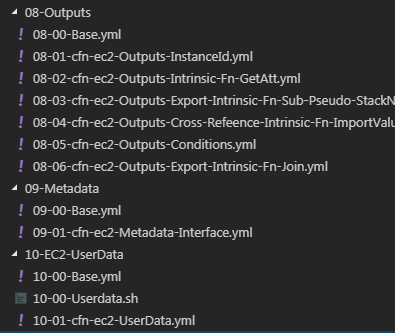 08-Outputs
08-00-Base.yml
08-01-cfn-ec2-Outputs-InstanceId.yml
08-02-cfn-ec2-Outputs-Intrinsic-Fn-GetAtt.yml
08-03-cfn-ec2-Outputs-Export-Intrinsic-Fn-Sub-Pseudo-StackN
08-04-cfn-ec2-Outputs-Cross-Refeence-Intrinsic-Fn-ImportValu
08-05-cfn-ec2-Outputs-Conditions.yml
08-06-cfn-ec2-Outputs-Export-Intrinsic-Fn-Join.yml
09-Metadata
09-00-Base.yml
09-01-cfn-ec2-Metadata-Interface.yml
10-EC2-UserData
10-00-Base.yml
10-00-Userdata.sh
10-01-cfn-ec2-UserData.yml